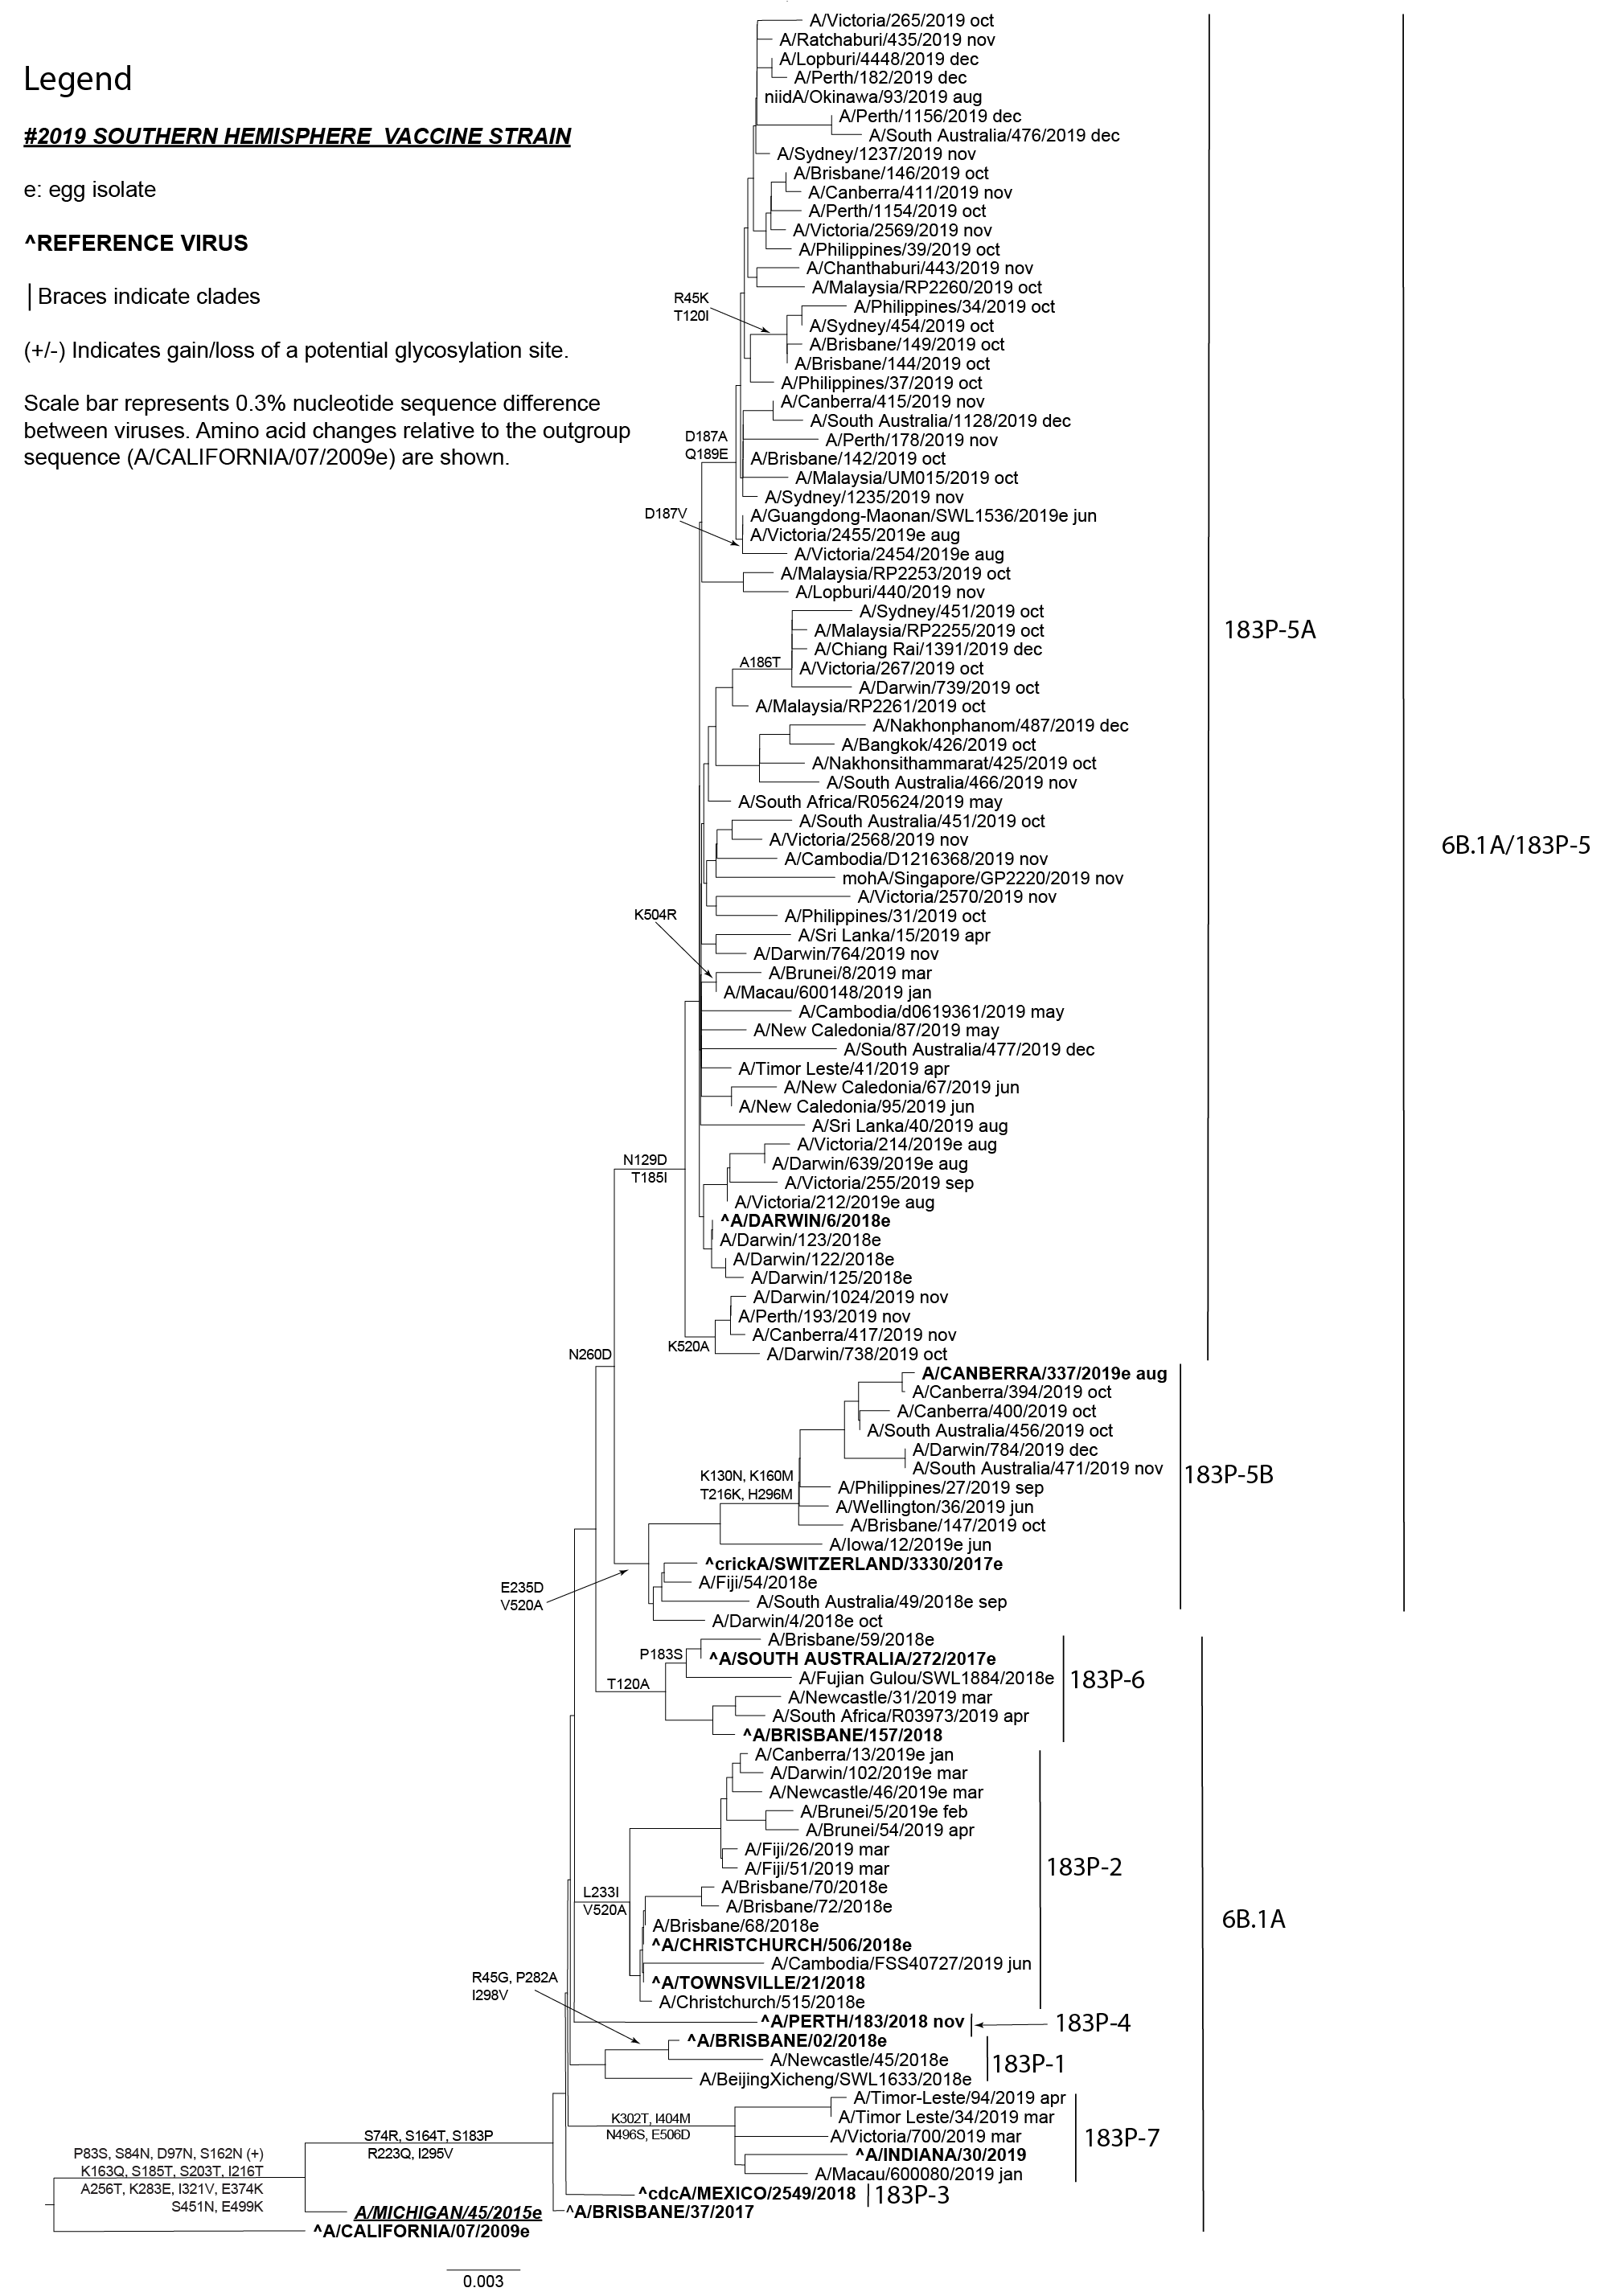 Legend
#2019 SOUTHERN HEMISPHERE VACCINE STRAIN
e: egg isolate
^REFERENCE VIRUS
Braces indicate clades
(+/-) Indicates gain/loss of a potential glycosylation site.
Scale bar represents 0.3% nucleotide sequence difference
between viruses. Amino acid changes relative to the outgroup
sequence (A/CALIFORNIA/07/2009e) are shown.
A/Victoria/265/2019 oct
A/Ratchaburi/435/2019 nov
A/Lopburi/4448/2019 dec
A/Perth/182/2019 dec
niidA/Okinawa/93/2019 aug
A/Perth/1156/2019 dec
A/South Australia/476/2019 dec
A/Sydney/1237/2019 nov
A/Brisbane/146/2019 oct
A/Canberra/411/2019 nov
A/Perth/1154/2019 oct
A/Victoria/2569/2019 nov
A/Philippines/39/2019 oct
A/Chanthaburi/443/2019 nov
A/Malaysia/RP2260/2019 oct
R45K
T120I
A/Philippines/34/2019 oct
A/Sydney/454/2019 oct
A/Brisbane/149/2019 oct
A/Brisbane/144/2019 oct
A/Philippines/37/2019 oct
A/Canberra/415/2019 nov
A/South Australia/1128/2019 dec
D187A
Q189E
A/Perth/178/2019 nov
A/Brisbane/142/2019 oct
A/Malaysia/UM015/2019 oct
A/Sydney/1235/2019 nov
D187V
A/Guangdong-Maonan/SWL1536/2019e jun
A/Victoria/2455/2019e aug
A/Victoria/2454/2019e aug
A/Malaysia/RP2253/2019 oct
A/Lopburi/440/2019 nov
A/Sydney/451/2019 oct
A/Malaysia/RP2255/2019 oct
183P-5A
A/Chiang Rai/1391/2019 dec
A186T
A/Victoria/267/2019 oct
A/Darwin/739/2019 oct
A/Malaysia/RP2261/2019 oct
A/Nakhonphanom/487/2019 dec
A/Bangkok/426/2019 oct
A/Nakhonsithammarat/425/2019 oct
A/South Australia/466/2019 nov
A/South Africa/R05624/2019 may
A/South Australia/451/2019 oct
A/Victoria/2568/2019 nov
6B.1A/183P-5
A/Cambodia/D1216368/2019 nov
mohA/Singapore/GP2220/2019 nov
A/Victoria/2570/2019 nov
K504R
A/Philippines/31/2019 oct
A/Sri Lanka/15/2019 apr
A/Darwin/764/2019 nov
A/Brunei/8/2019 mar
A/Macau/600148/2019 jan
A/Cambodia/d0619361/2019 may
A/New Caledonia/87/2019 may
A/South Australia/477/2019 dec
A/Timor Leste/41/2019 apr
A/New Caledonia/67/2019 jun
A/New Caledonia/95/2019 jun
A/Sri Lanka/40/2019 aug
N129D
T185I
A/Victoria/214/2019e aug
A/Darwin/639/2019e aug
A/Victoria/255/2019 sep
A/Victoria/212/2019e aug
^A/DARWIN/6/2018e
A/Darwin/123/2018e
A/Darwin/122/2018e
A/Darwin/125/2018e
A/Darwin/1024/2019 nov
A/Perth/193/2019 nov
A/Canberra/417/2019 nov
K520A
A/Darwin/738/2019 oct
N260D
A/CANBERRA/337/2019e aug
A/Canberra/394/2019 oct
A/Canberra/400/2019 oct
A/South Australia/456/2019 oct
A/Darwin/784/2019 dec
A/South Australia/471/2019 nov
183P-5B
K130N, K160M
T216K, H296M
A/Philippines/27/2019 sep
A/Wellington/36/2019 jun
A/Brisbane/147/2019 oct
A/Iowa/12/2019e jun
^crickA/SWITZERLAND/3330/2017e
E235D
V520A
A/Fiji/54/2018e
A/South Australia/49/2018e sep
A/Darwin/4/2018e oct
A/Brisbane/59/2018e
P183S
^A/SOUTH AUSTRALIA/272/2017e
A/Fujian Gulou/SWL1884/2018e
183P-6
T120A
A/Newcastle/31/2019 mar
A/South Africa/R03973/2019 apr
^A/BRISBANE/157/2018
A/Canberra/13/2019e jan
A/Darwin/102/2019e mar
A/Newcastle/46/2019e mar
A/Brunei/5/2019e feb
A/Brunei/54/2019 apr
A/Fiji/26/2019 mar
A/Fiji/51/2019 mar
183P-2
L233I
V520A
A/Brisbane/70/2018e
A/Brisbane/72/2018e
A/Brisbane/68/2018e
6B.1A
^A/CHRISTCHURCH/506/2018e
A/Cambodia/FSS40727/2019 jun
^A/TOWNSVILLE/21/2018
A/Christchurch/515/2018e
R45G, P282A
I298V
^A/PERTH/183/2018 nov
183P-4
^A/BRISBANE/02/2018e
A/Newcastle/45/2018e
A/BeijingXicheng/SWL1633/2018e
183P-1
A/Timor-Leste/94/2019 apr
A/Timor Leste/34/2019 mar
K302T, I404M
N496S, E506D
A/Victoria/700/2019 mar
^A/INDIANA/30/2019
A/Macau/600080/2019 jan
183P-7
S74R, S164T, S183P
R223Q, I295V
P83S, S84N, D97N, S162N (+)
K163Q, S185T, S203T, I216T
A256T, K283E, I321V, E374K
S451N, E499K
^cdcA/MEXICO/2549/2018
183P-3
A/MICHIGAN/45/2015e
^A/BRISBANE/37/2017
^A/CALIFORNIA/07/2009e
0.003